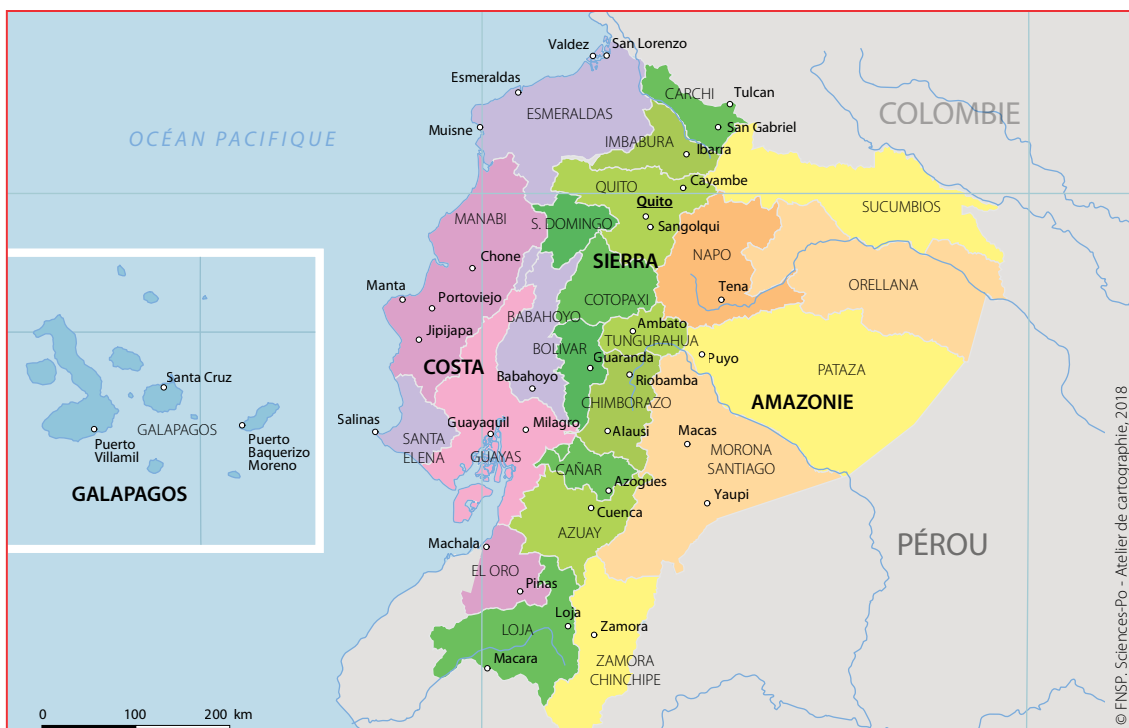 Valdez
San Lorenzo
Esmeraldas
CARCHI
Tulcan
COLOMBIE
ESMERALDAS
OCÉAN PACIFIQUE
Muisne
San Gabriel
IMBABURA
Ibarra
QUITO
Cayambe
Quito
SUCUMBIOS
MANABI
S. DOMINGO
Sangolqui
SIERRA
NAPO
Chone
ORELLANA
Manta
Portoviejo
COTOPAXI
Tena
BABAHOYO
Ambato
Jipijapa
TUNGURAHUA
BOLIVAR
Guaranda
Puyo
COSTA
PATAZA
Babahoyo
Riobamba
CHIMBORAZO
AMAZONIE
Salinas
Guayaquil
Milagro
Alausi
SANTA
ELENA
GUAYAS
Macas
MORONA
SANTIAGO
CAÑAR
Azogues
Yaupi
Cuenca
AZUAY
PÉROU
Machala
EL ORO
Pinas
Loja
LOJA
Zamora
Macara
ZAMORA
CHINCHIPE
Santa Cruz
GALAPAGOS
Puerto
Villamil
Puerto
Baquerizo
Moreno
GALAPAGOS
0 100 200 km
© FNSP. Sciences-Po - Atelier de cartographie, 2018